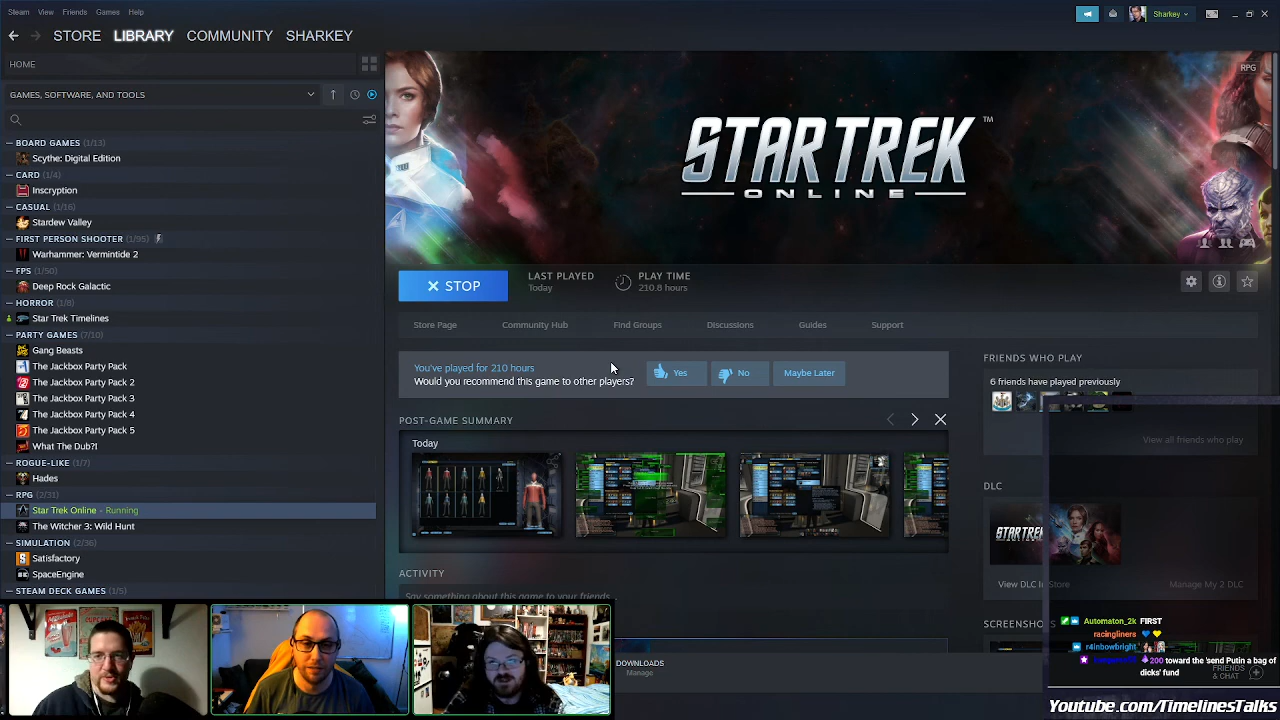 Steam View Friends Games Help
Sharkey
STORE LIBRARY COMMUNITY SHARKEY
HOME
GAMES, SOFTWARE, AND TOOLS
BOARD GAMES (1/13)
Scythe: Digital Edition
CARD (1/4)
Inscryption
CASUAL (1/16)
Stardew Valley
FIRST PERSON SHOOTER (1/95)
Warhammer: Vermintide 2
FPS (1/50)
Deep Rock Galactic
HORROR (1/8)
Star Trek Timelines
PARTY GAMES (7/10)
Gang Beasts
The Jackbox Party Pack
The Jackbox Party Pack 2
The Jackbox Party Pack 3
The Jackbox Party Pack 4
The Jackbox Party Pack 5
What The Dub?!
ROGUE-LIKE (1/7)
Hades
RPG (2/31)
Star Trek Online - Running
The Witcher 3: Wild Hunt
SIMULATION (2/36)
Satisfactory
SpaceEngine
STEAM DECK GAMES (1/5)
RPG
STAR TREK ™
ONLINE
STOP
LAST PLAYED
Today
PLAY TIME
210.8 hours
Store Page Community Hub Find Groups Discussions Guides Support
You've played for 210 hours
Would you recommend this game to other players?
Yes No Maybe Later
POST-GAME SUMMARY
Today
ACTIVITY
Say something about this game to your friends
FRIENDS WHO PLAY
6 friends have played previously
View all friends who play
DLC
STAR TREK
View DLC in Store
Manage My 2 DLC
SCREENSHOTS
DOWNLOADS
Manage
Automaton_2k FIRST
racingliners
r4inbowbright
200 toward the 'send Putin a bag of
dicks' fund
FRIENDS
& CHAT
Youtube.com/TimelinesTalks